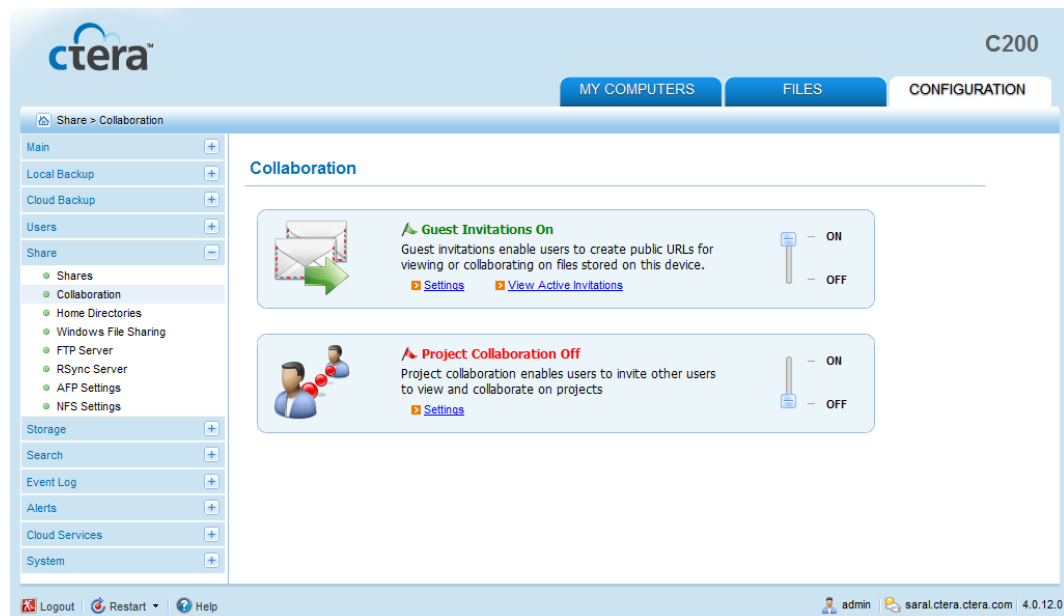 ctera™
C200
MY COMPUTERS
FILES
CONFIGURATION
Share > Collaboration
Main
Local Backup
Cloud Backup
Users
Share
Shares
Collaboration
Home Directories
Windows File Sharing
FTP Server
RSync Server
AFP Settings
NFS Settings
Storage
Search
Event Log
Alerts
Cloud Services
System
Collaboration
Guest Invitations On
Guest invitations enable users to create public URLs for
viewing or collaborating on files stored on this device.
Settings
View Active Invitations
ON
OFF
Project Collaboration Off
Project collaboration enables users to invite other users
to view and collaborate on projects
Settings
ON
OFF
Logout
Restart
Help
admin
saral.ctera.ctera.com
4.0.12.0